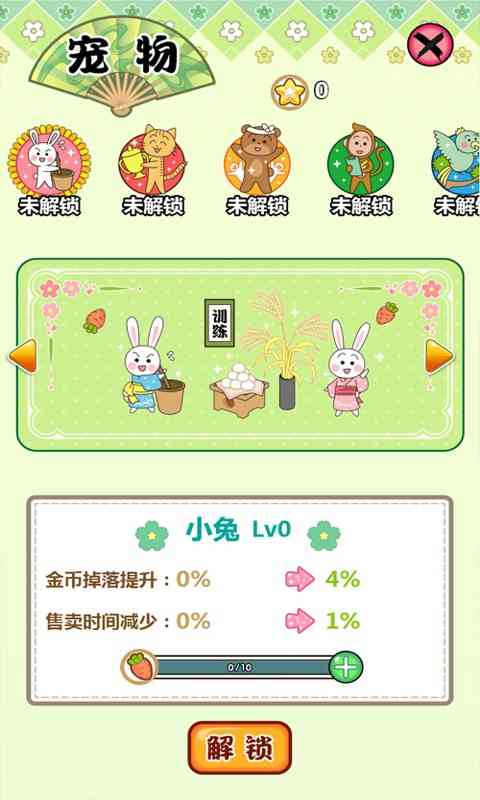 宠物
0
未解锁 未解锁 未解锁 未解锁 未解
训练
小兔 Lv0
金币掉落提升：0% 4%
售卖时间减少：0% 1%
0/10
解锁